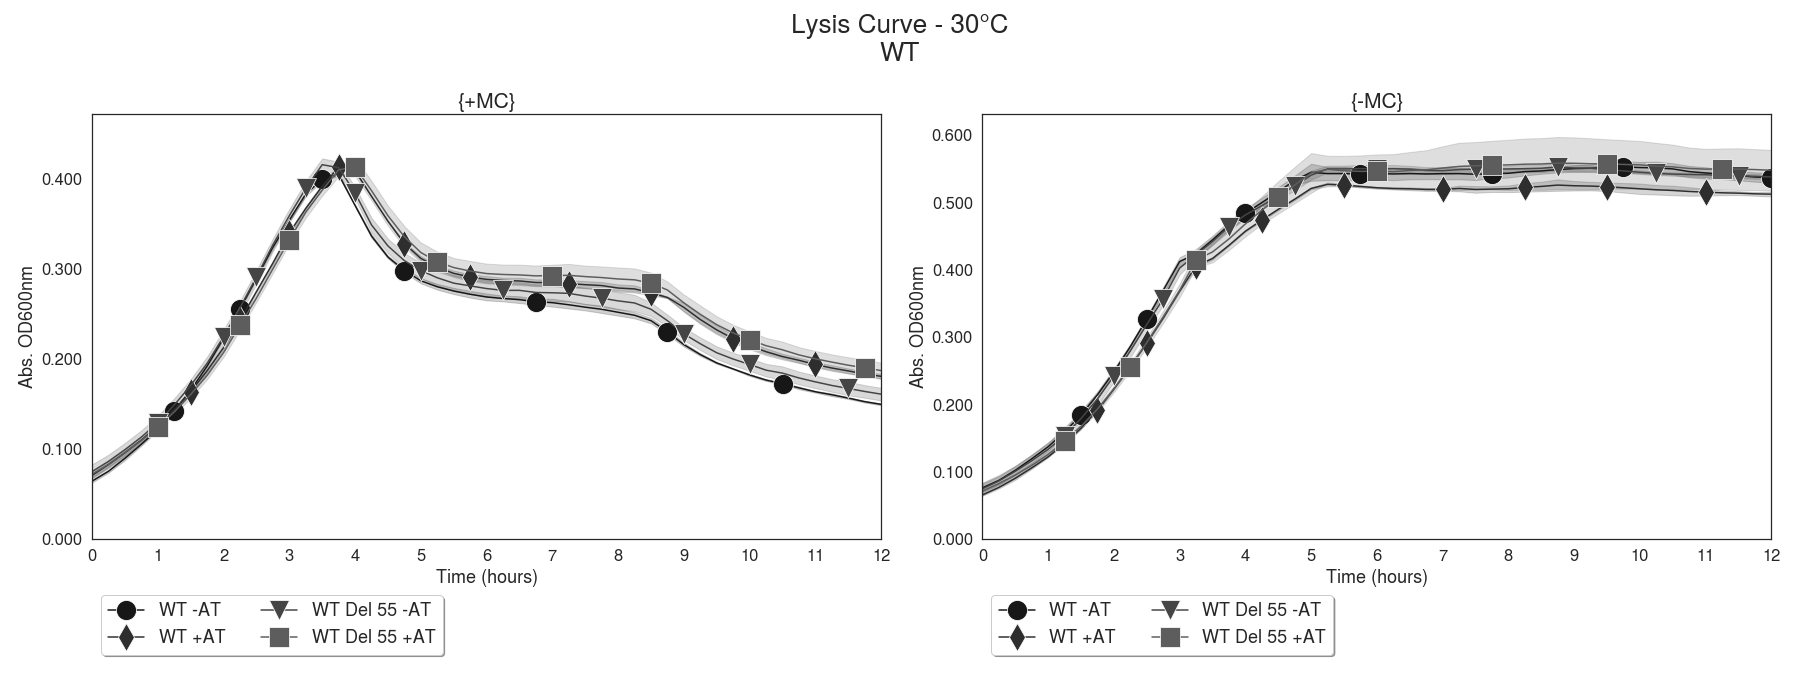 Lysis Curve - 30°C
WT
{+MC}
{-MC}
Abs. OD600nm
0.400
0.300
0.200
0.100
0.000
0 1 2 3 4 5 6 7 8 9 10 11 12
Time (hours)
Abs. OD600nm
0.600
0.500
0.400
0.300
0.200
0.100
0.000
0 1 2 3 4 5 6 7 8 9 10 11 12
Time (hours)
WT -AT
WT Del 55 -AT
WT +AT
WT Del 55 +AT
WT -AT
WT Del 55 -AT
WT +AT
WT Del 55 +AT